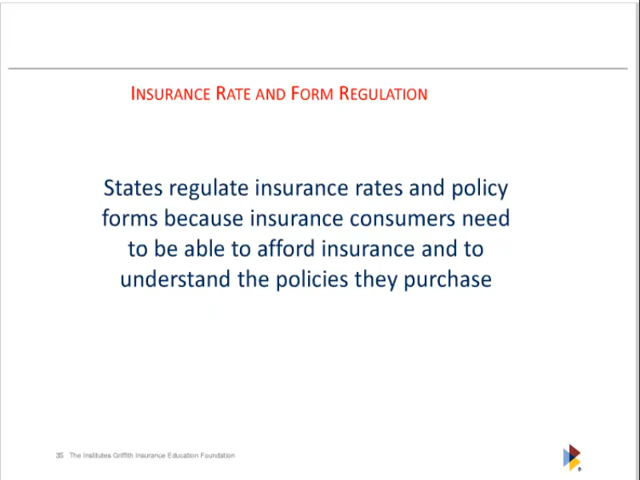 INSURANCE RATE AND FORM REGULATION
States regulate insurance rates and policy
forms because insurance consumers need
to be able to afford insurance and to
understand the policies they purchase
35 The Institutes Griffith Insurance Education Foundation
®